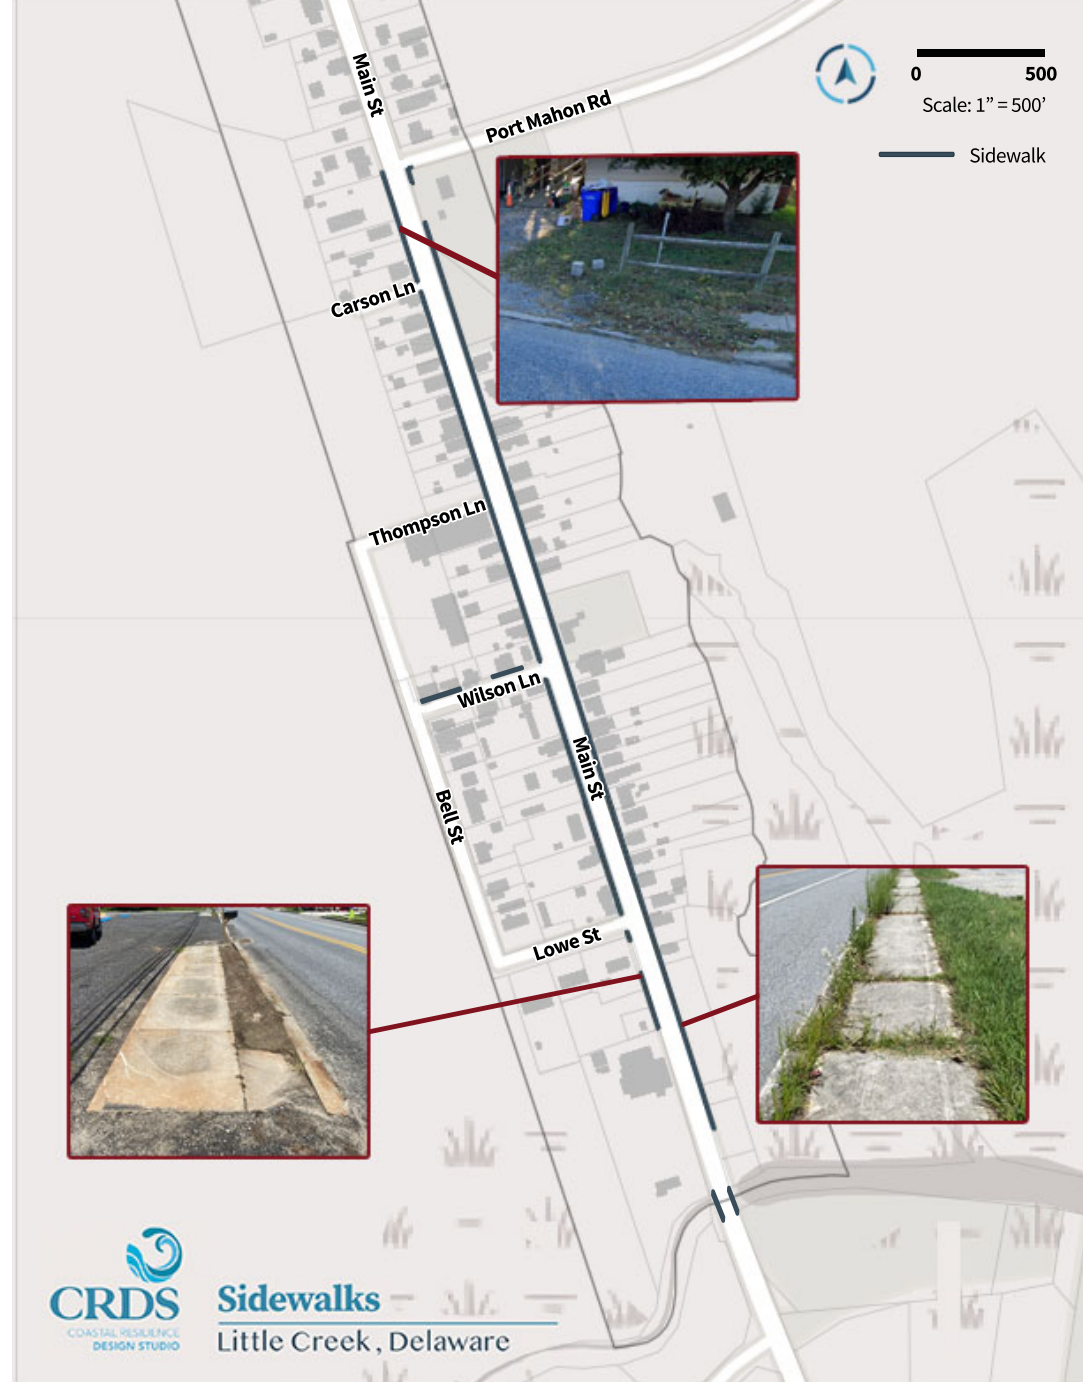 Main St
Port Mahon Rd
0 500
Scale: 1” = 500’
Sidewalk
Carson Ln
Thompson Ln
Wilson Ln
Main St
Bell St
Lowe St
CRDS
COASTAL RESILIENCE
DESIGN STUDIO
Sidewalks
Little Creek, Delaware